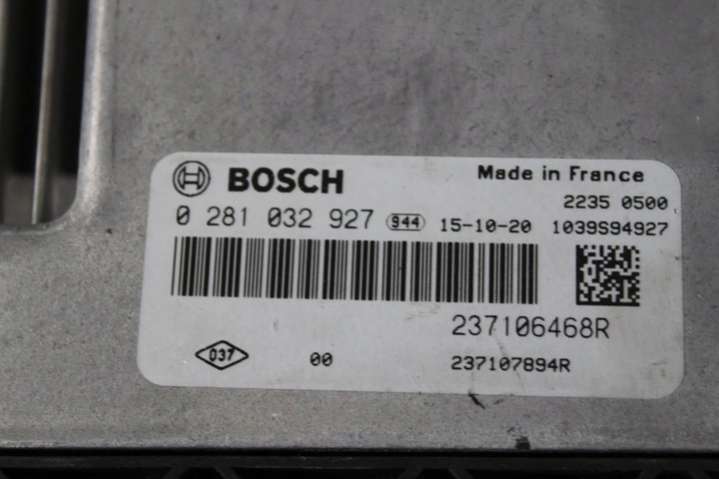 BOSCH Made in France
2235 0500
0 281 032 927 944 15-10-20 1039S94927
237106468R
037 00 237107894R